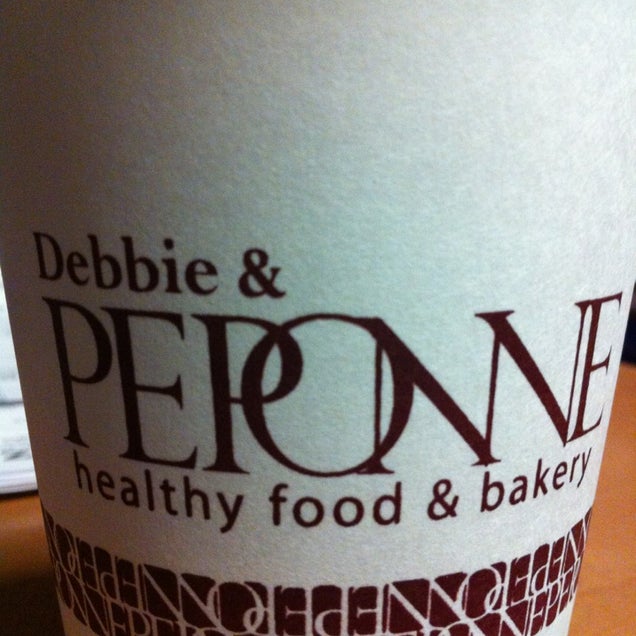 Debbie &
PEPONNE
healthy food & bakery